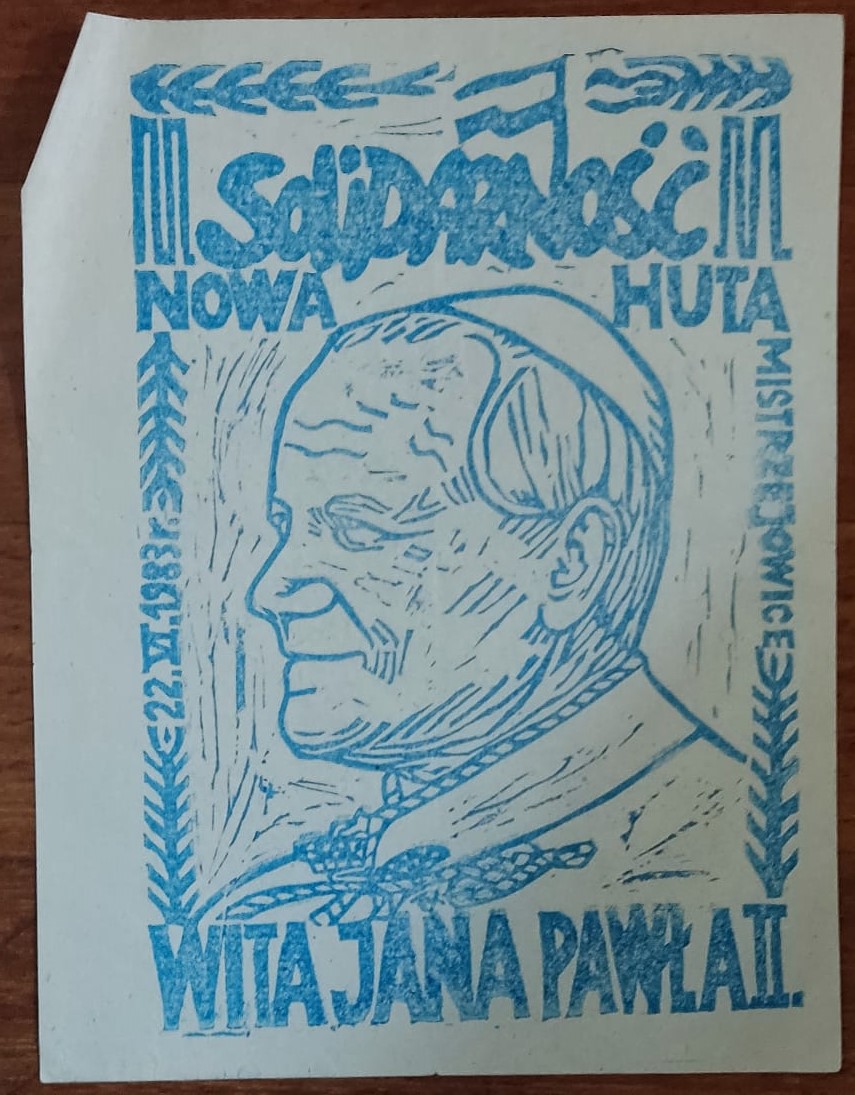 SOLIDARNOŚĆ
NOWA HUTA
MISTRZEJOWICE
22.VI.1983r.
WITA JANA PAWŁA II.